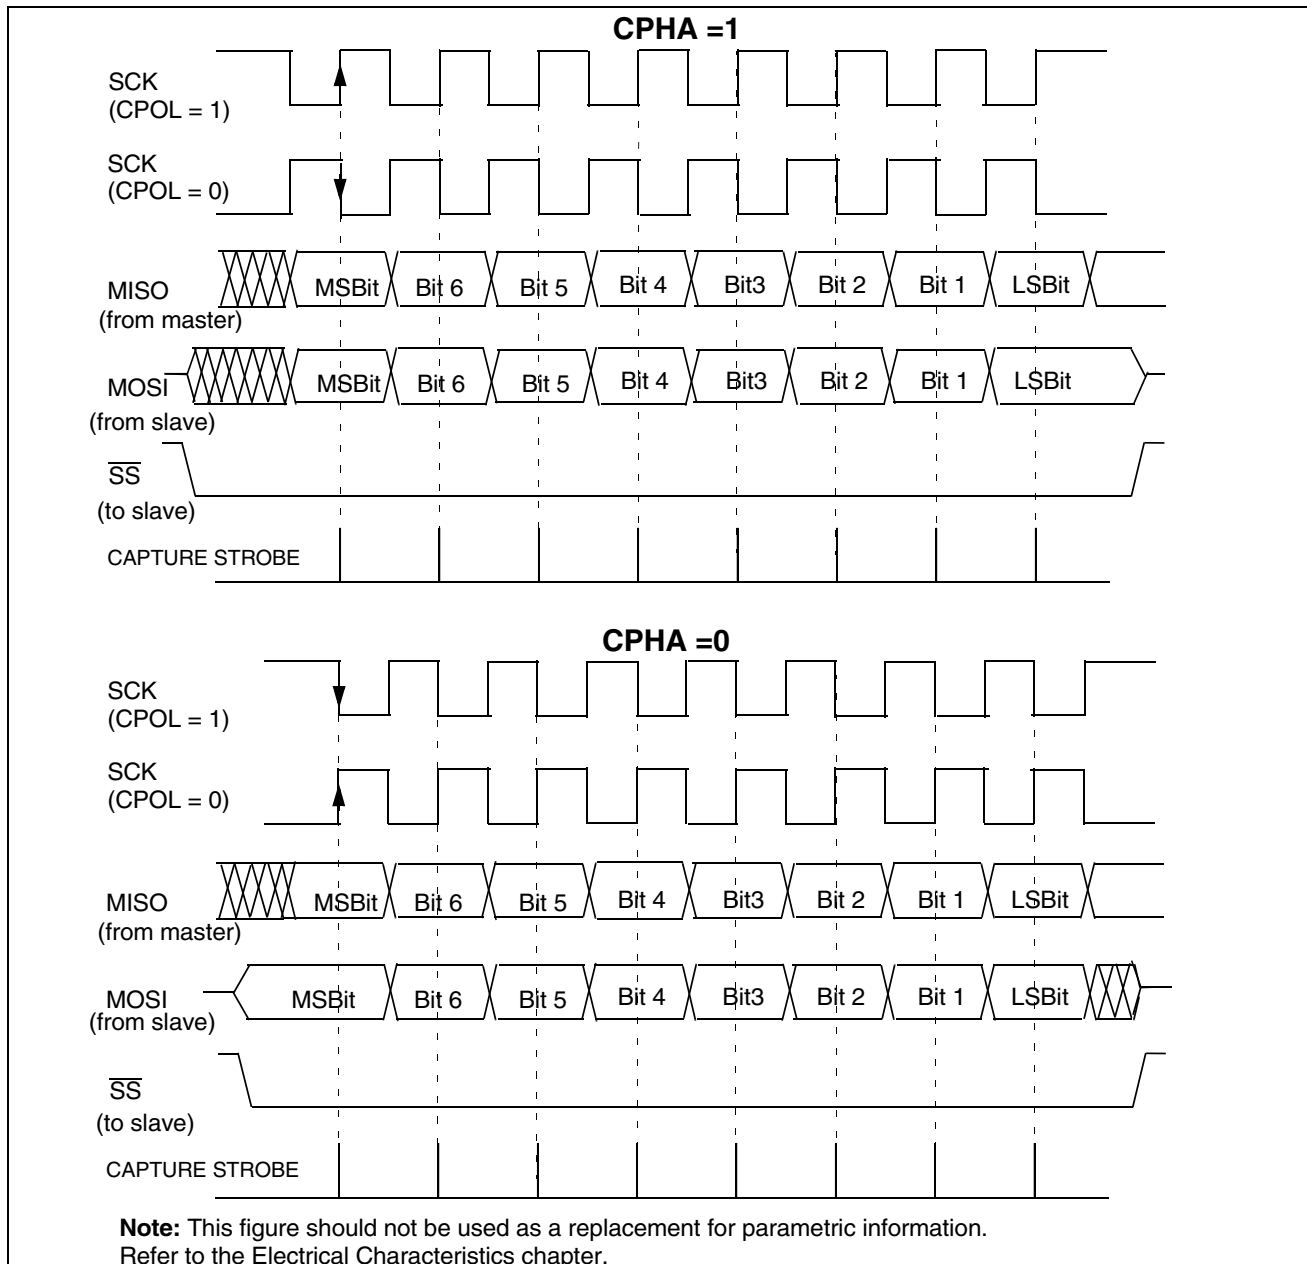 CPHA =1
SCK
(CPOL = 1)
SCK
(CPOL = 0)
MISO
(from master)
MSBit Bit 6 Bit 5 Bit 4 Bit3 Bit 2 Bit 1 LSBit
MOSI
(from slave)
MSBit Bit 6 Bit 5 Bit 4 Bit3 Bit 2 Bit 1 LSBit
SS
(to slave)
CAPTURE STROBE
CPHA =0
SCK
(CPOL = 1)
SCK
(CPOL = 0)
MISO
(from master)
MSBit Bit 6 Bit 5 Bit 4 Bit3 Bit 2 Bit 1 LSBit
MOSI
(from slave)
MSBit Bit 6 Bit 5 Bit 4 Bit3 Bit 2 Bit 1 LSBit
SS
(to slave)
CAPTURE STROBE
Note: This figure should not be used as a replacement for parametric information.
Refer to the Electrical Characteristics chapter.